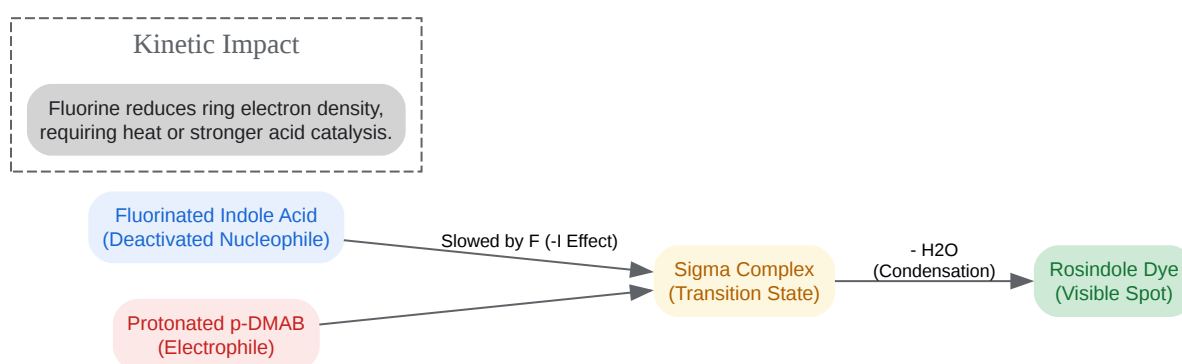 Kinetic Impact
Fluorine reduces ring electron density,
requiring heat or stronger acid catalysis.
Fluorinated Indole Acid
(Deactivated Nucleophile)
Slowed by F (-I Effect)
Protonated p-DMAB
(Electrophile)
Sigma Complex
(Transition State)
- H2O
(Condensation)
Rosindole Dye
(Visible Spot)